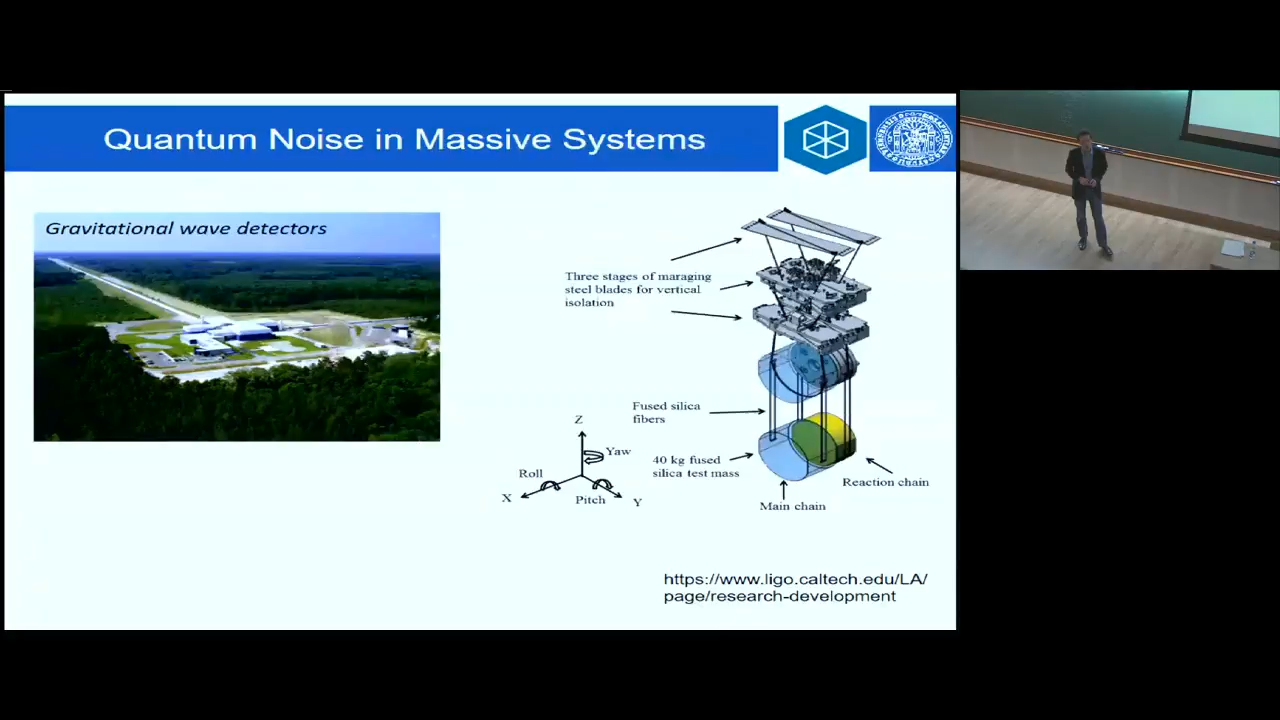 Quantum Noise in Massive Systems
Gravitational wave detectors
Three stages of maraging
steel blades for vertical
isolation
Fused silica
fibers
Z
Yaw
Roll
X
Pitch
Y
40 kg fused
silica test mass
Reaction chain
Main chain
https://www.ligo.caltech.edu/LA/
page/research-development